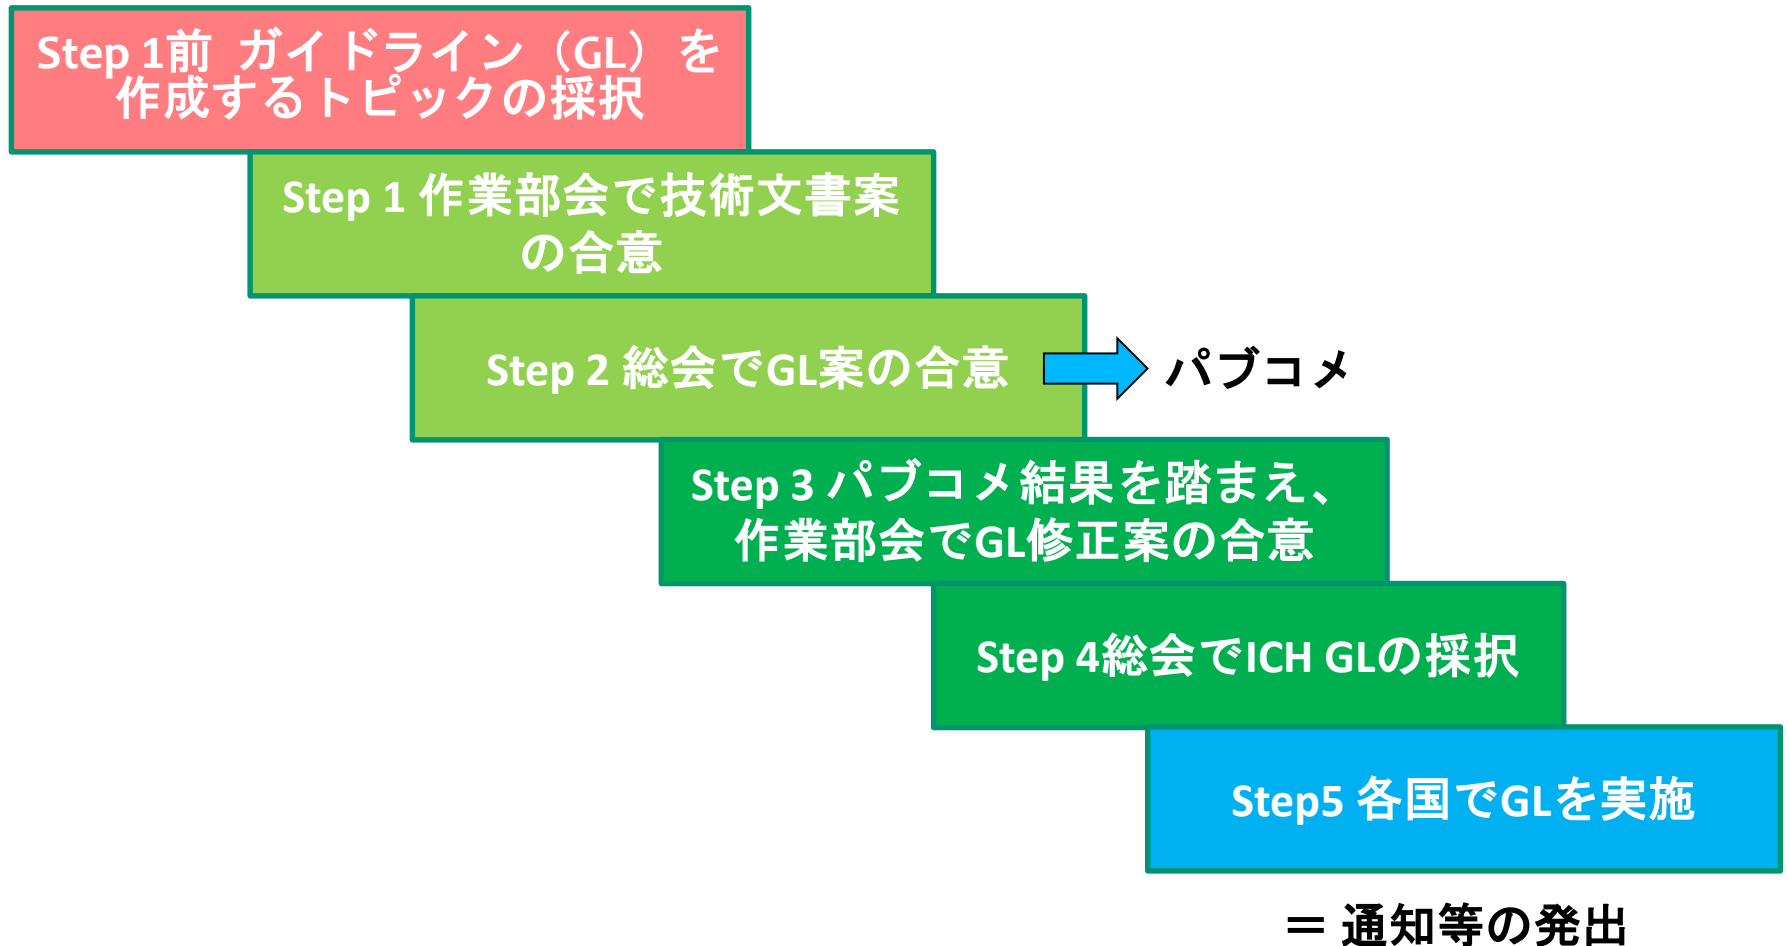 Step 1前 ガイドライン（GL）を
作成するトピックの採択
Step 1 作業部会で技術文書案
の合意
Step 2 総会でGL案の合意
パブコメ
Step 3 パブコメ結果を踏まえ、
作業部会でGL修正案の合意
Step 4総会でICH GLの採択
Step5 各国でGLを実施
＝ 通知等の発出